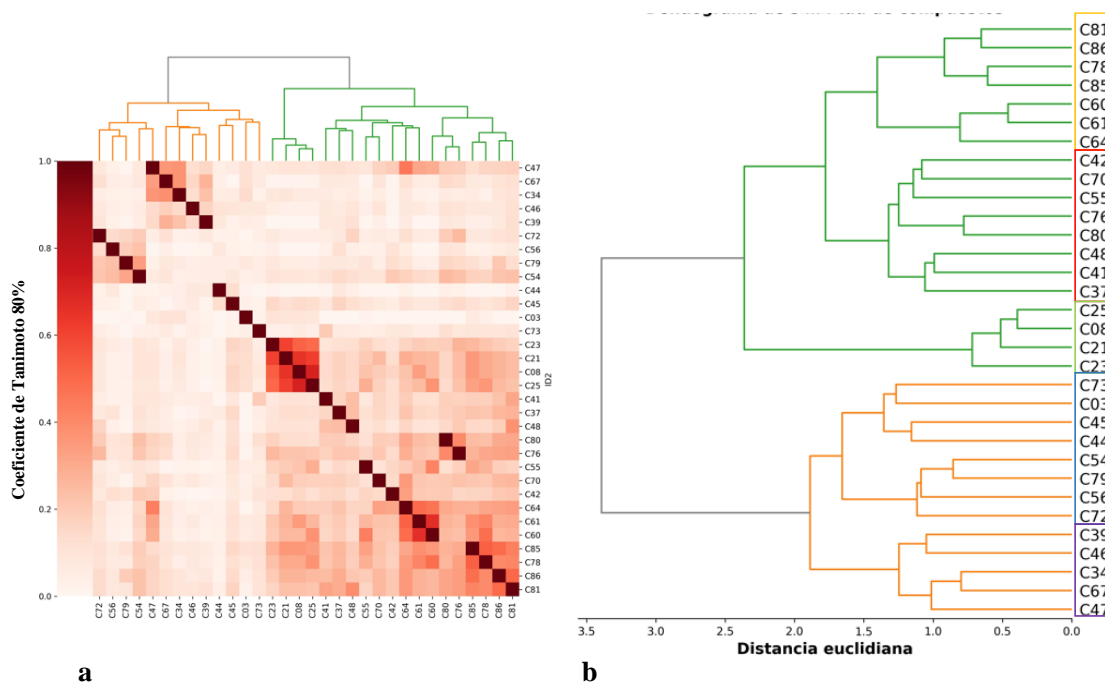 Coeficiente de Tanimoto 80%
1.0
0.8
0.6
0.4
0.2
0.0
C47
C67
C34
C46
C39
C72
C56
C79
C54
C44
C45
C03
C73
C23
C21
C08
C25
C41
C37
C48
C80
C76
C55
C70
C42
C64
C61
C60
C85
C78
C86
C81
ID2
C72 C56 C79 C54 C47 C67 C34 C46 C39 C44 C45 C03 C73 C23 C21 C08 C25 C41 C37 C48 C55 C70 C42 C64 C61 C60 C80 C76 C85 C78 C86 C81
a
C81
C86
C78
C85
C60
C61
C64
C42
C70
C55
C76
C80
C48
C41
C37
C25
C08
C21
C23
C73
C03
C45
C44
C54
C79
C56
C72
C39
C46
C34
C67
C47
3.5 3.0 2.5 2.0 1.5 1.0 0.5 0.0
Distancia euclidiana
b